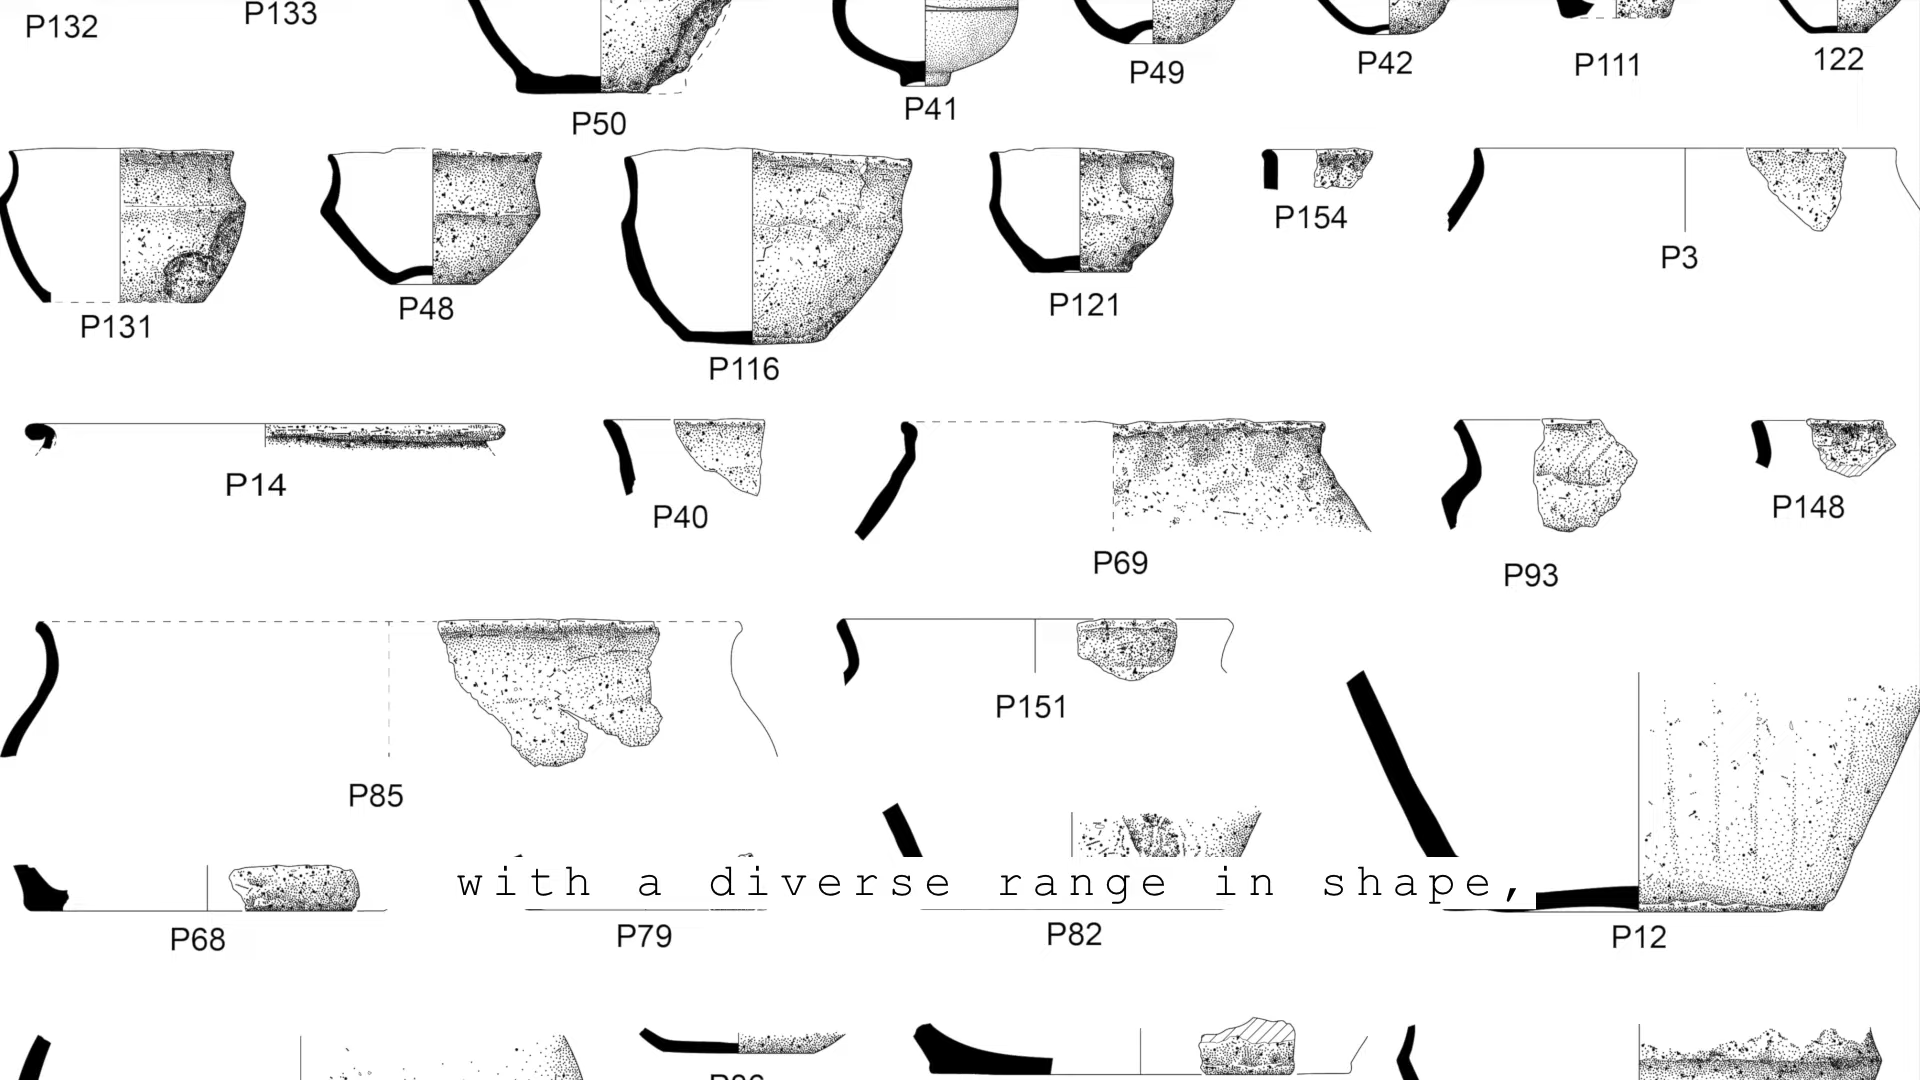 P132
P133
P50
P41
P49
P42
P111
122
P131
P48
P116
P121
P154
P3
P14
P40
P69
P93
P148
P85
P151
with a diverse range in shape,
P68
P79
P82
P12